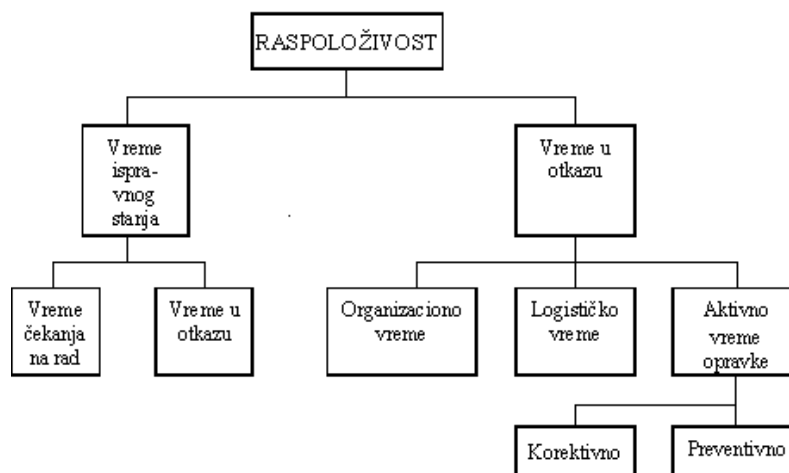 RASPOLOŽIVOST
Vreme
ispra-
vnog
stanja
Vreme u
otkazu
Vreme
čekanja
na rad
Vreme u
otkazu
Organizaciono
vreme
Logističko
vreme
Aktivno
vreme
opravke
Korektivno
Preventivno